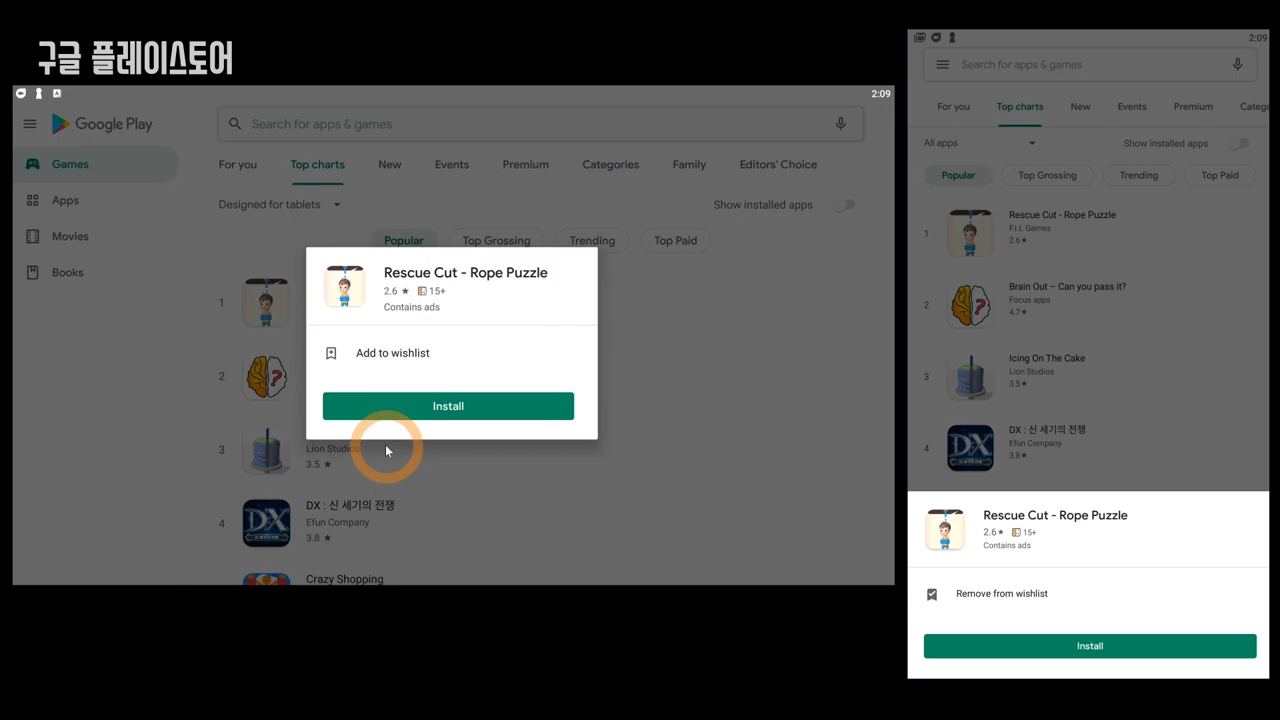 구글 플레이스토어
2:09
Google Play
Search for apps & games
Games
Apps
Movies
Books
For you
Top charts
New
Events
Premium
Categories
Family
Editors' Choice
Designed for tablets
Show installed apps
Popular
Top Grossing
Trending
Top Paid
1
2
3
Lion Studios
3.5 ★
4
DX : 신 세기의 전쟁
Efun Company
3.8 ★
Crazy Shopping
Rescue Cut - Rope Puzzle
2.6 ★ 15+
Contains ads
Add to wishlist
Install
2:09
Search for apps & games
For you
Top charts
New
Events
Premium
Catego
All apps
Show installed apps
Popular
Top Grossing
Trending
Top Paid
1
Rescue Cut - Rope Puzzle
F.I.L Games
2.6★
2
Brain Out – Can you pass it?
Focus apps
4.7★
3
Icing On The Cake
Lion Studios
3.5★
4
DX : 신 세기의 전쟁
Efun Company
3.8★
Rescue Cut - Rope Puzzle
2.6★ 15+
Contains ads
Remove from wishlist
Install